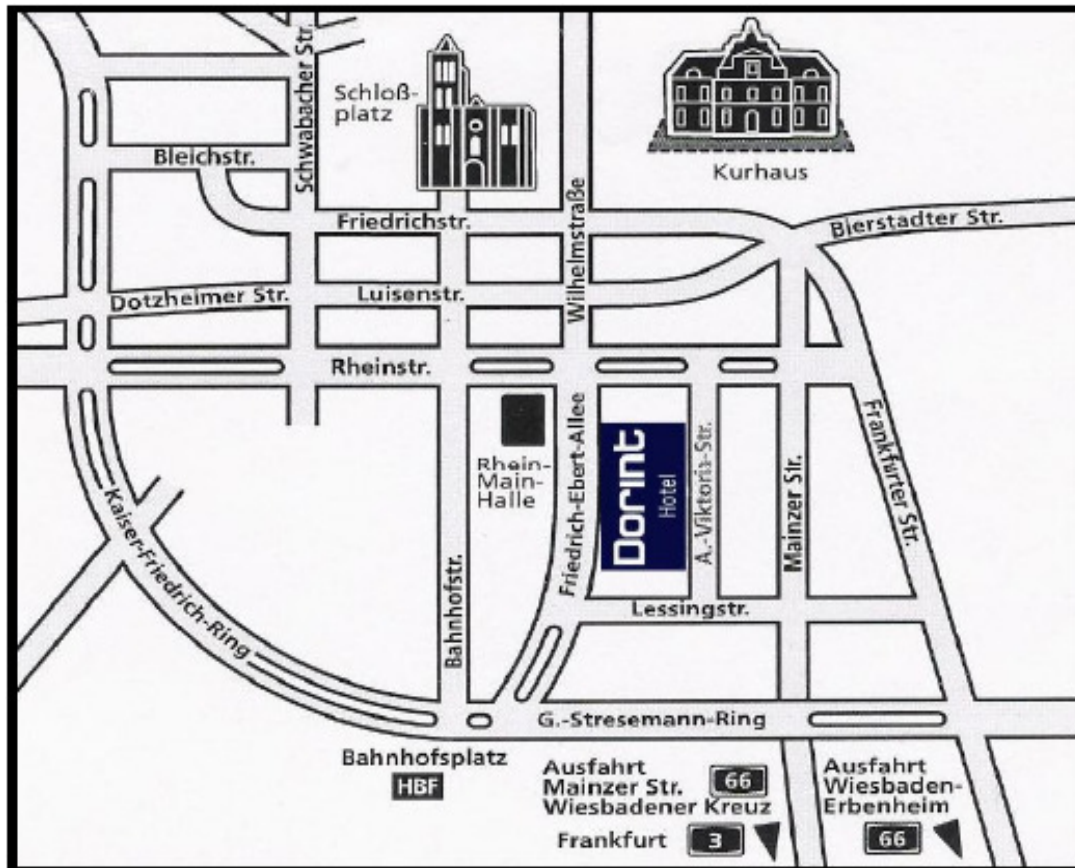 Schwabacher Str.
Schloß-
platz
Bleichstr.
Kurhaus
Friedrichstr.
Wilhelmstraße
Bierstadter Str.
Dotzheimer Str.
Luisenstr.
Rheinstr.
Rhein-
Main-
Halle
Friedrich-Ebert-Allee
Dorint
Hotel
A.-Viktoria-Str.
Mainzer Str.
Frankfurter Str.
Kaiser-Friedrich-Ring
Bahnhofstr.
Lessingstr.
G.-Stresemann-Ring
Bahnhofsplatz
HBF
Ausfahrt
Mainzer Str. 66
Wiesbadener Kreuz
Frankfurt 3
Ausfahrt
Wiesbaden-
Erbenheim
66